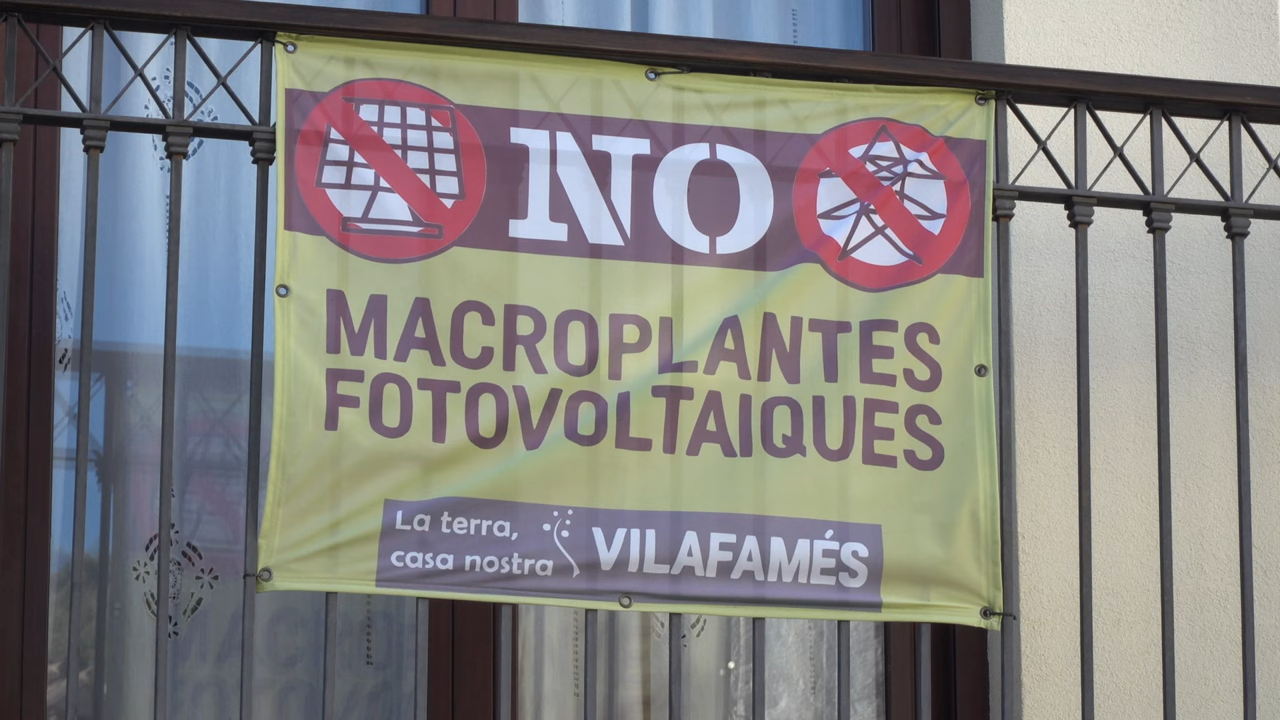 NO
MACROPLANTES
FOTOVOLTAIQUES
La terra,
casa nostra
VILAFAMÉS